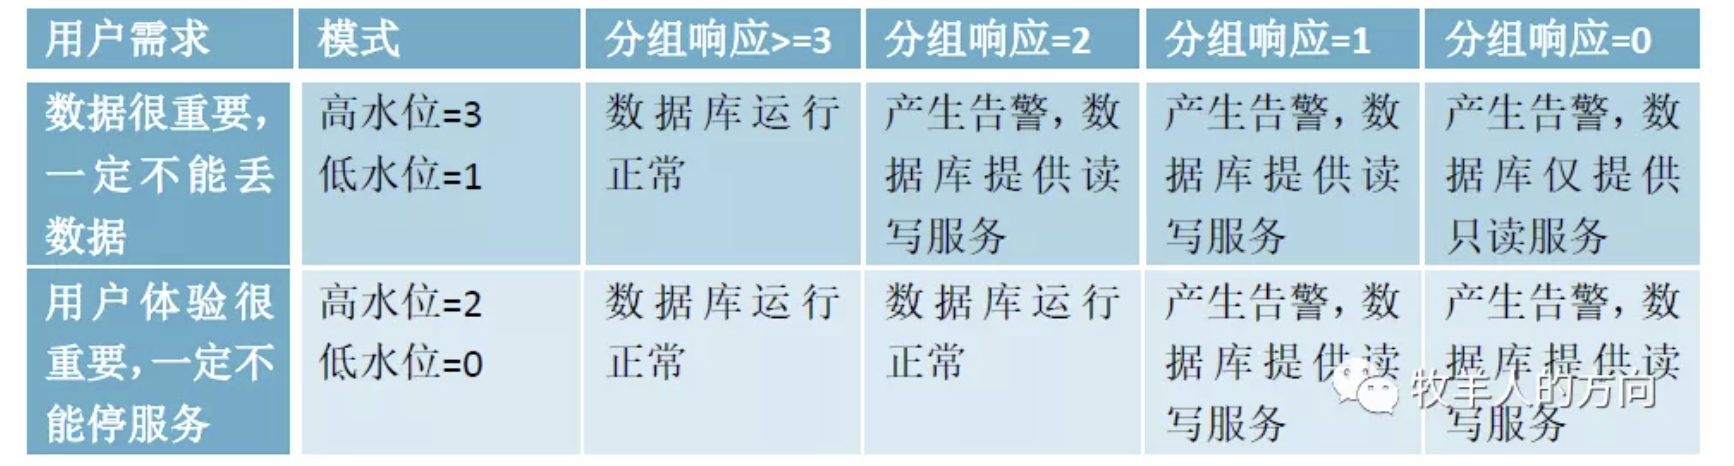 用户需求 模式 分组响应>=3 分组响应=2 分组响应=1 分组响应=0
数据很重要， 高水位=3 数据库运行 产生告警，数 产生告警，数 产生告警，数
一定不能丢 低水位=1 正常 据库提供读 据库提供读 据库仅提供
数据 写服务 写服务 只读服务
用户体验很 高水位=2 数据库运行 数据库运行 产生告警，数 产生告警，数
重要，一定不 低水位=0 正常 正常 据库提供读 据库提供读
能停服务 写服务 写服务
牧羊人的方向